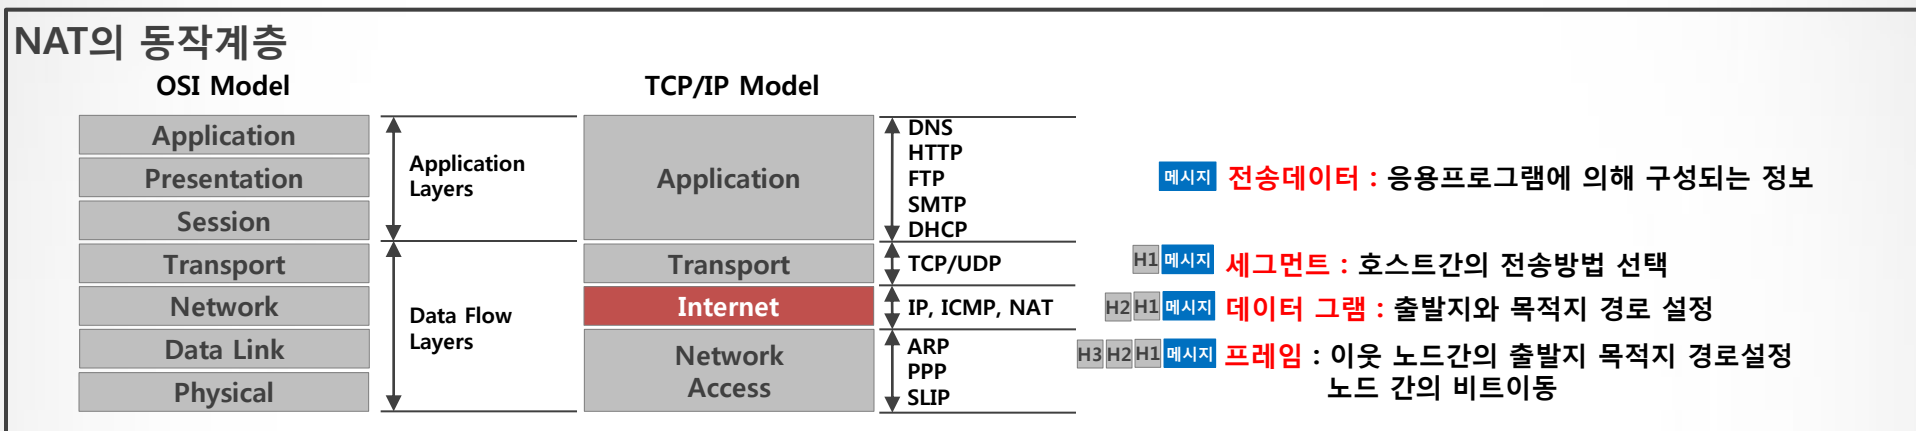 NAT의 동작계층
OSI Model
TCP/IP Model
Application
Presentation
Session
Transport
Network
Data Link
Physical
Application
Layers
Data Flow
Layers
Application
Transport
Internet
Network
Access
DNS
HTTP
FTP
SMTP
DHCP
TCP/UDP
IP, ICMP, NAT
ARP
PPP
SLIP
메시지 전송데이터 : 응용프로그램에 의해 구성되는 정보
H1 메시지 세그먼트 : 호스트간의 전송방법 선택
H2 H1 메시지 데이터 그램 : 출발지와 목적지 경로 설정
H3 H2 H1 메시지 프레임 : 이웃 노드간의 출발지 목적지 경로설정
노드 간의 비트이동